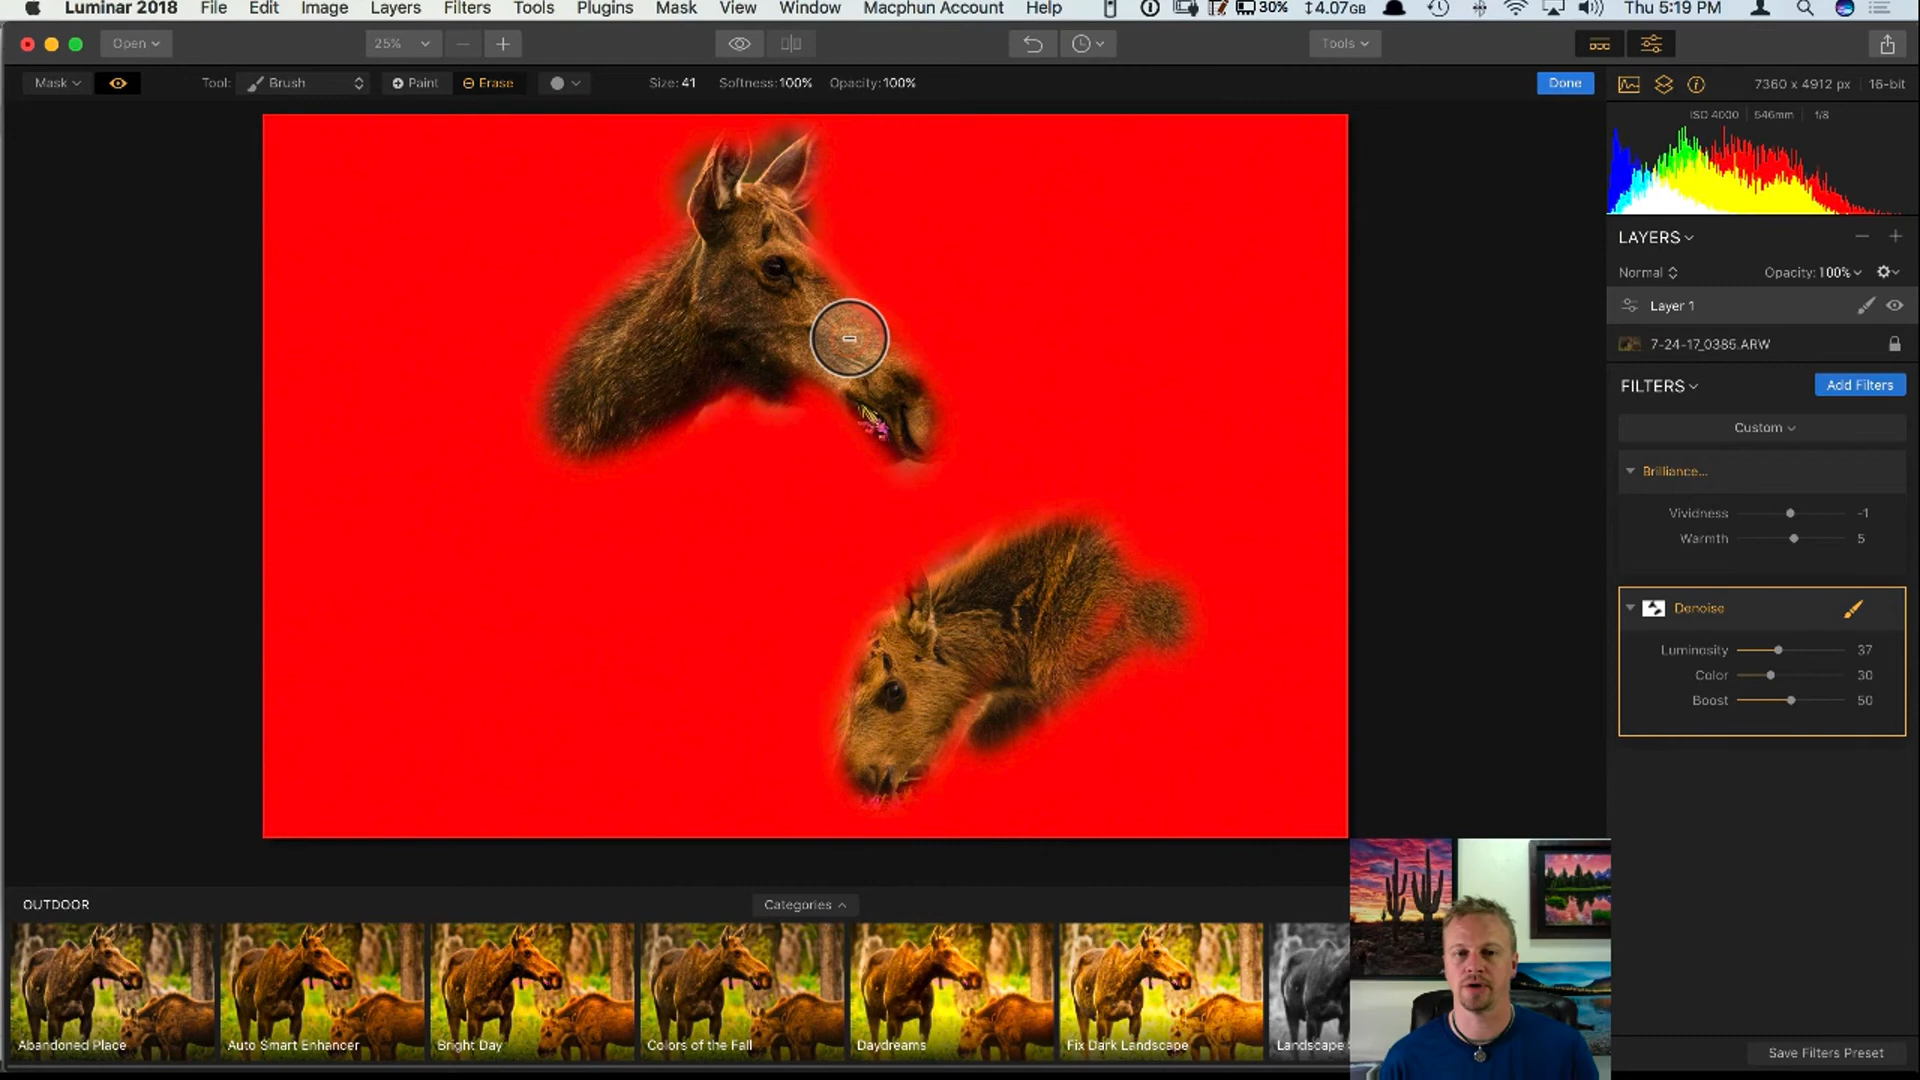 Luminar 2018 File Edit Image Layers Filters Tools Plugins Mask View Window Macphun Account Help 30% 4.07GB Thu 5:19 PM
Open 25% Tools
Mask Tool: Brush Paint Erase Size: 41 Softness: 100% Opacity: 100% Done
7360 x 4912 px 16-bit
ISO 4000 546mm f/8
LAYERS
Normal Opacity: 100%
Layer 1
7-24-17_0385.ARW
FILTERS Add Filters
Custom
Brilliance...
Vividness -1
Warmth 5
Denoise
Luminosity 37
Color 30
Boost 50
OUTDOOR Categories
Abandoned Place Auto Smart Enhancer Bright Day Colors of the Fall Daydreams Fix Dark Landscape Landscape
Save Filters Preset